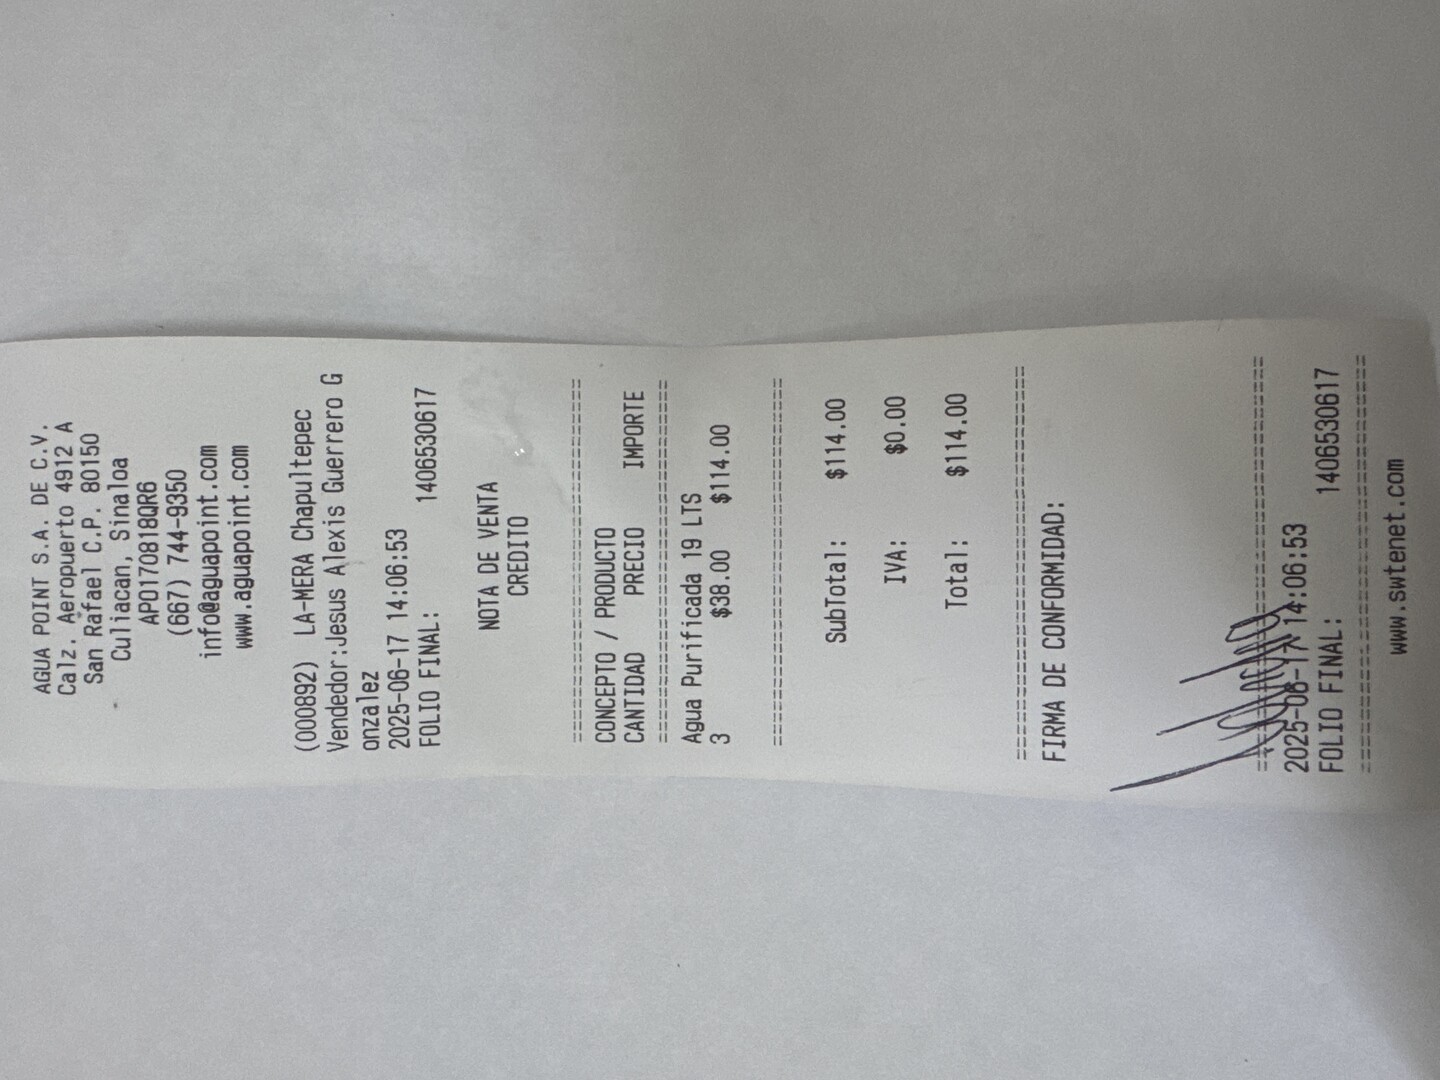 AGUA POINT S.A. DE C.V.
Calz. Aeropuerto 4912 A
San Rafael C.P. 80150
Culiacan, Sinaloa
APO170818QR6
(667) 744-9350
info@aguapoint.com
www.aguapoint.com
(000892) LA-MERA Chapultepec
Vendedor:Jesus Alexis Guerrero G
onzalez
2025-06-17 14:06:53
FOLIO FINAL: 1406530617
NOTA DE VENTA
CREDITO
================================
CONCEPTO / PRODUCTO
CANTIDAD PRECIO IMPORTE
================================
Agua Purificada 19 LTS
3 $38.00 $114.00
================================
SubTotal: $114.00
IVA: $0.00
Total: $114.00
================================
FIRMA DE CONFORMIDAD:
================================
2025-06-17 14:06:53
FOLIO FINAL: 1406530617
================================
www.swtenet.com